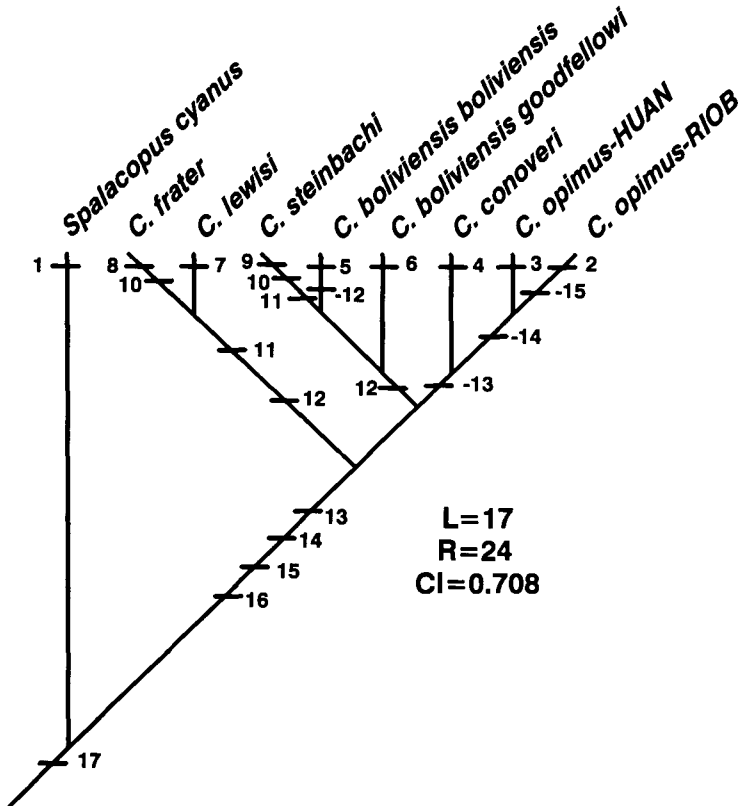 Spalacopus cyanus
C. frater
C. lewisi
C. steinbachi
C. boliviensis boliviensis
C. boliviensis goodfellowi
C. conoveri
C. opimus-HUAN
C. opimus-RIOB
1
8
7
9
5
6
4
3
2
10
10
-12
-15
11
-14
11
12
-13
12
13
14
15
16
L=17
R=24
CI=0.708
17